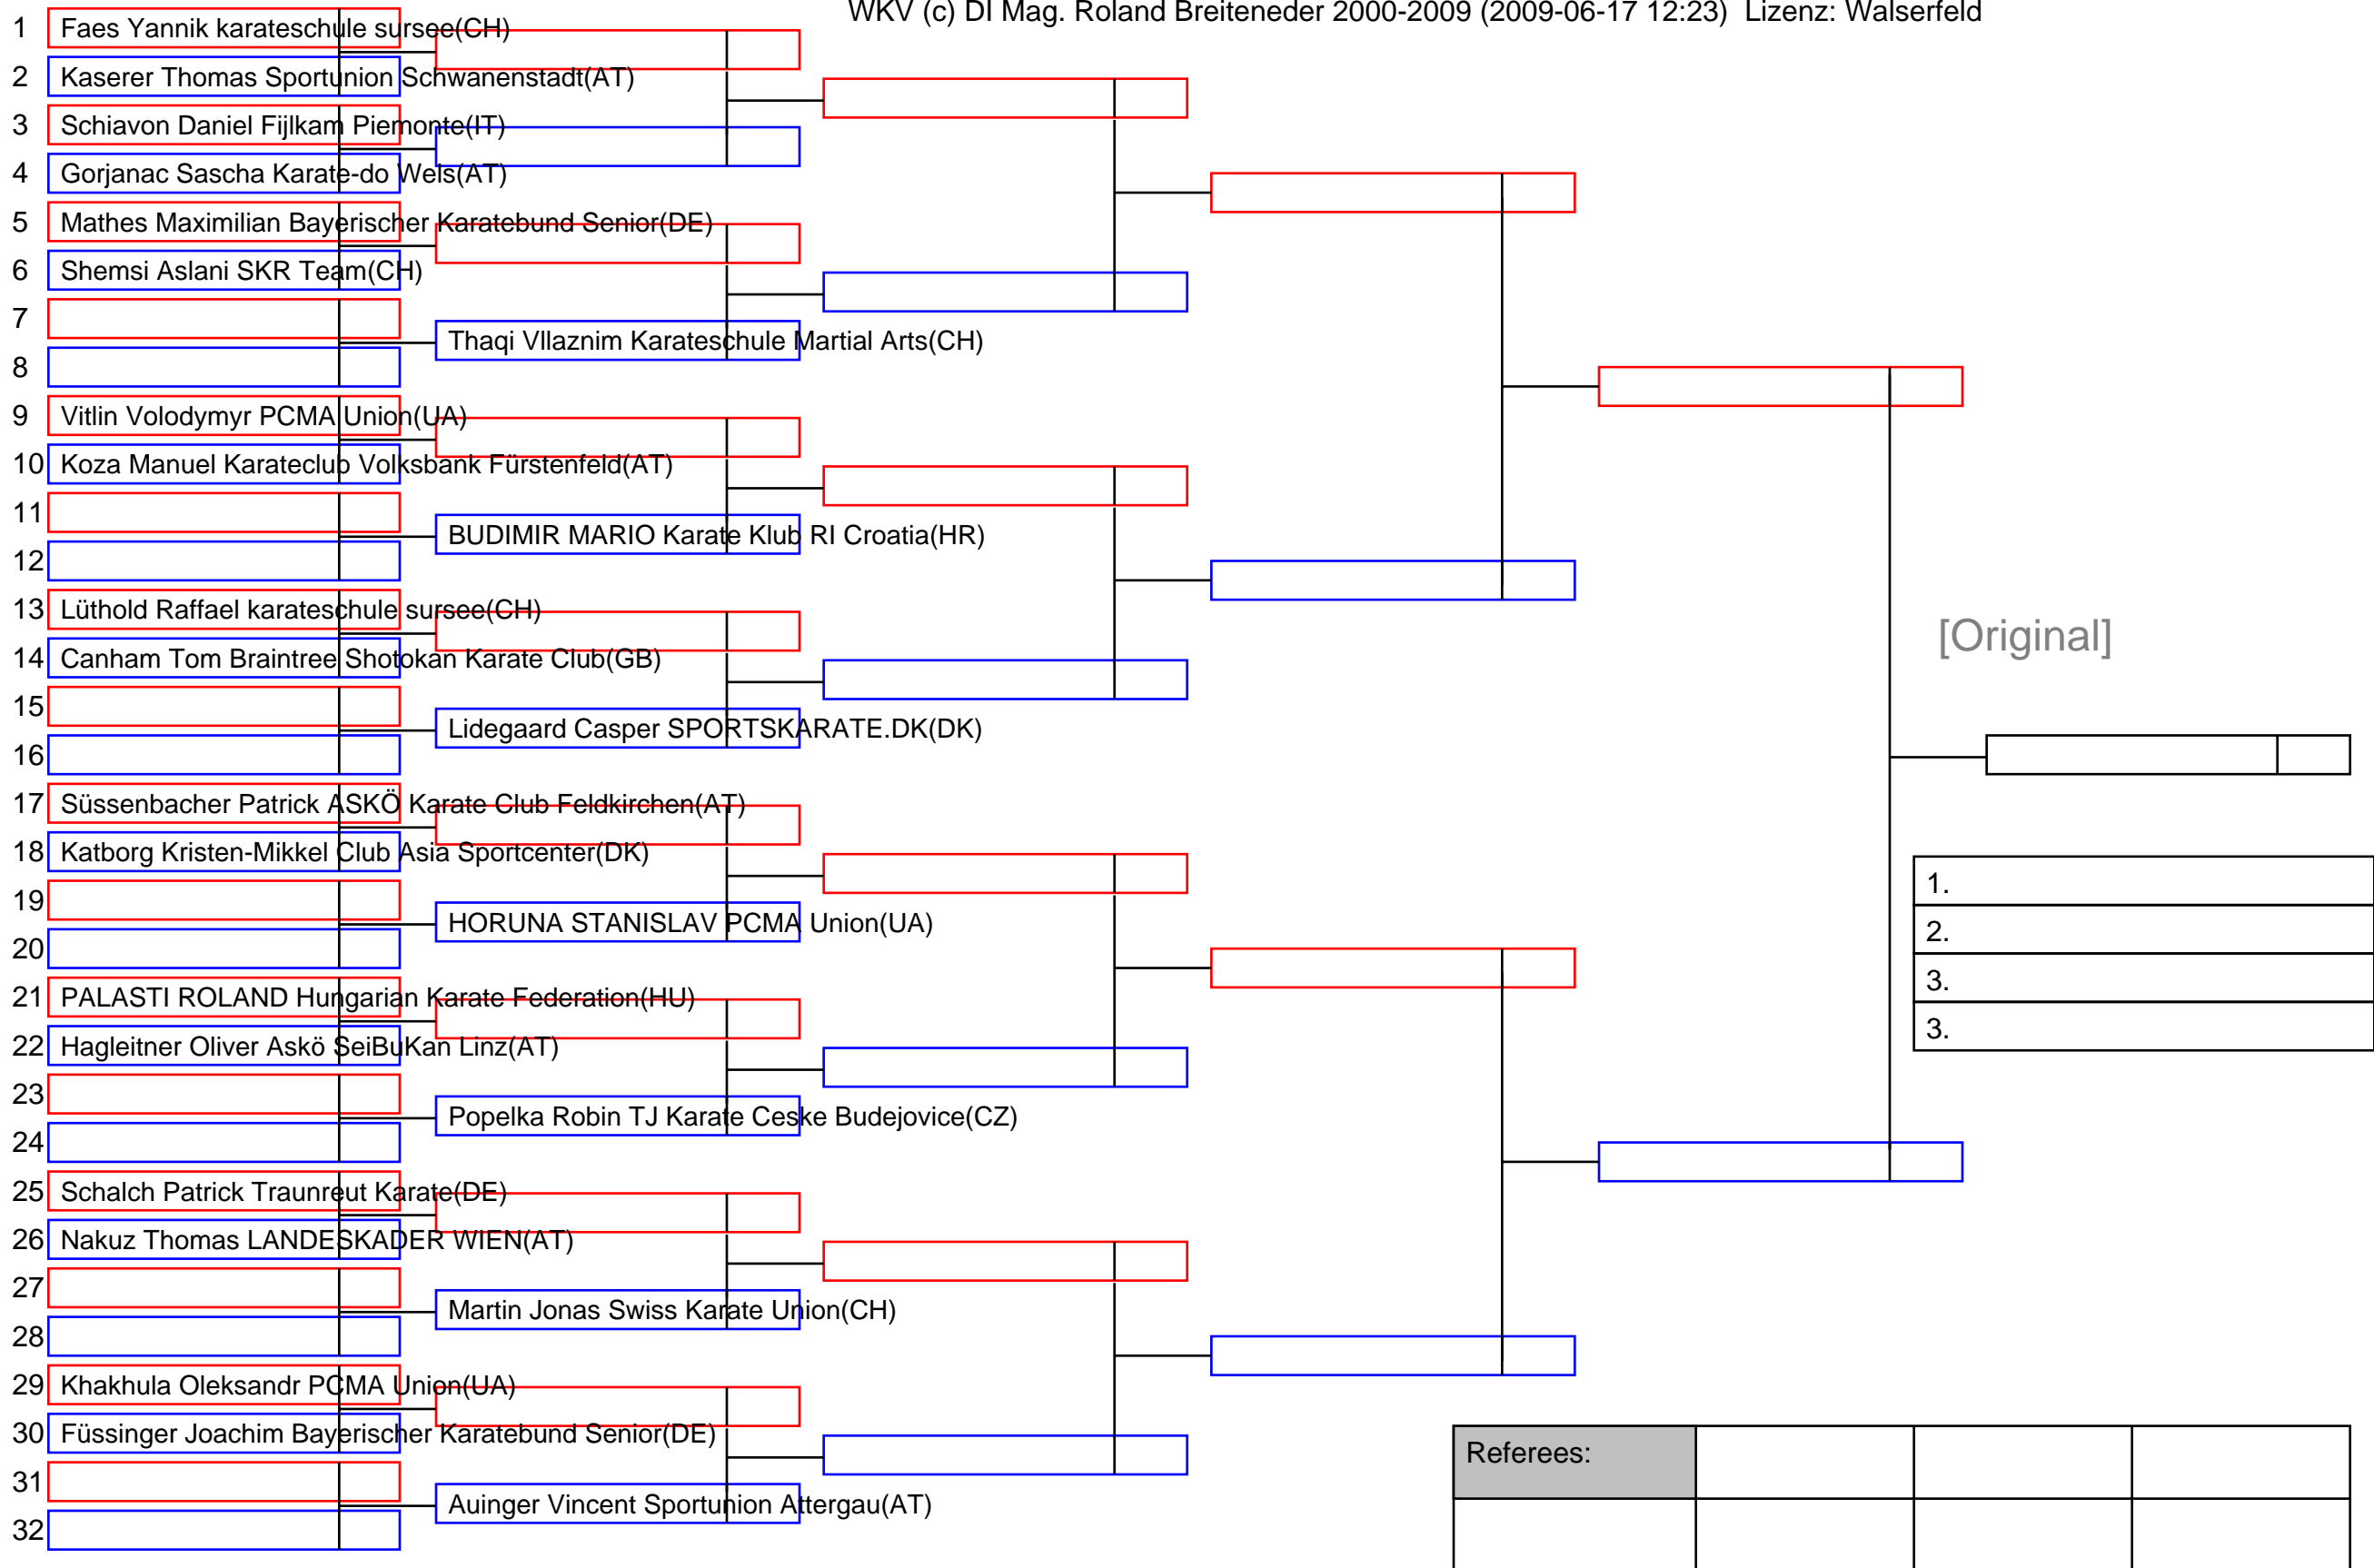 WKV (c) DI Mag. Roland Breiteneder 2000-2009 (2009-06-17 12:23) Lizenz: Walserfeld
1 Faes Yannik karateschule sursee(CH)
2 Kaserer Thomas Sportunion Schwanenstadt(AT)
3 Schiavon Daniel Fijlkam Piemonte(IT)
4 Gorjanac Sascha Karate-do Wels(AT)
5 Mathes Maximilian Bayerischer Karatebund Senior(DE)
6 Shemsi Aslani SKR Team(CH)
7
Thaqi Vllaznim Karateschule Martial Arts(CH)
8
9 Vitlin Volodymyr PCMA Union(UA)
10 Koza Manuel Karateclub Volksbank Fürstenfeld(AT)
11
BUDIMIR MARIO Karate Klub RI Croatia(HR)
12
13 Lüthold Raffael karateschule sursee(CH)
[Original]
14 Canham Tom Braintree Shotokan Karate Club(GB)
15
Lidegaard Casper SPORTSKARATE.DK(DK)
16
17 Süssenbacher Patrick ASKÖ Karate Club Feldkirchen(AT)
18 Katborg Kristen-Mikkel Club Asia Sportcenter(DK)
1.
19
HORUNA STANISLAV PCMA Union(UA)
2.
20
3.
21 PALASTI ROLAND Hungarian Karate Federation(HU)
3.
22 Hagleitner Oliver Askö SeiBuKan Linz(AT)
23
Popelka Robin TJ Karate Ceske Budejovice(CZ)
24
25 Schalch Patrick Traunreut Karate(DE)
26 Nakuz Thomas LANDESKADER WIEN(AT)
27
Martin Jonas Swiss Karate Union(CH)
28
29 Khakhula Oleksandr PCMA Union(UA)
30 Füssinger Joachim Bayerischer Karatebund Senior(DE)
Referees:
31
Auinger Vincent Sportunion Attergau(AT)
32